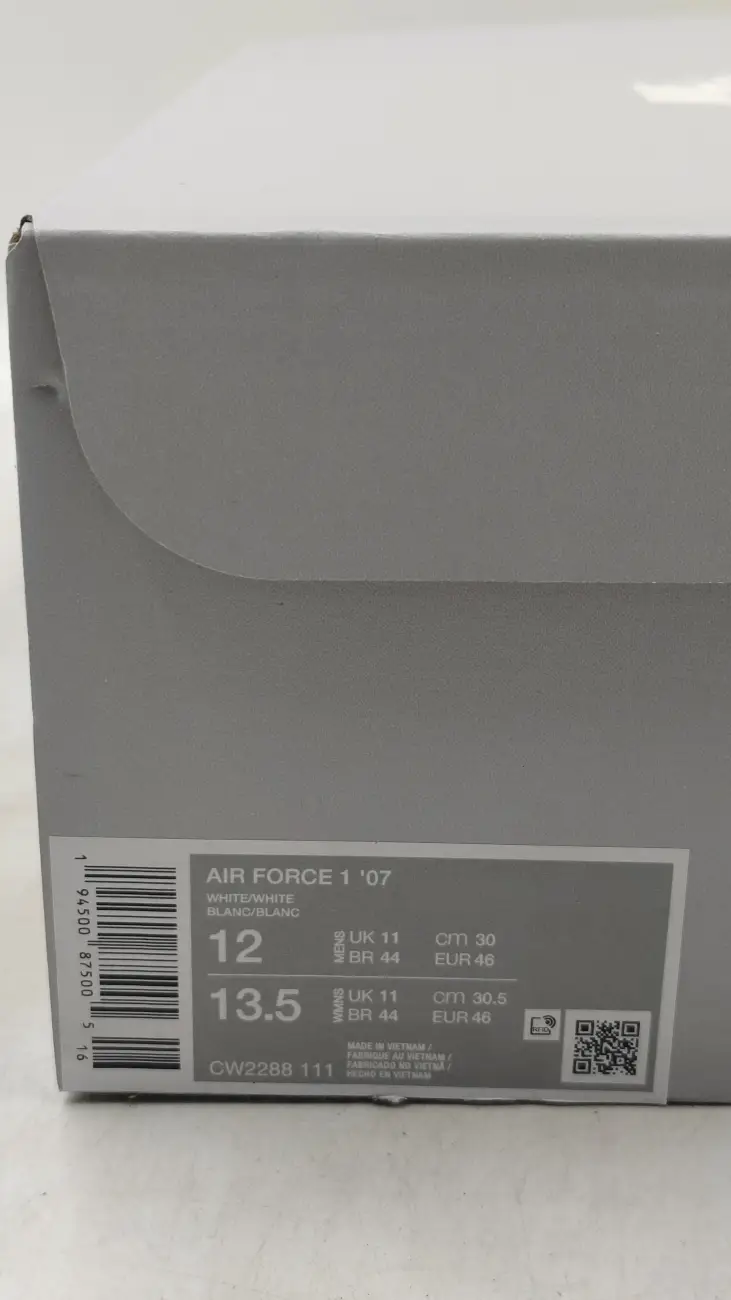 AIR FORCE 1 '07
WHITE/WHITE
BLANC/BLANC
12 MENS UK 11 cm 30
BR 44 EUR 46
13.5 WMNS UK 11 cm 30.5
BR 44 EUR 46
CW2288 111
MADE IN VIETNAM /
FABRIQUE AU VIETNAM /
FABRICADO NO VIETNÃ /
HECHO EN VIETNAM
RFID
1 94500 87500 5 16